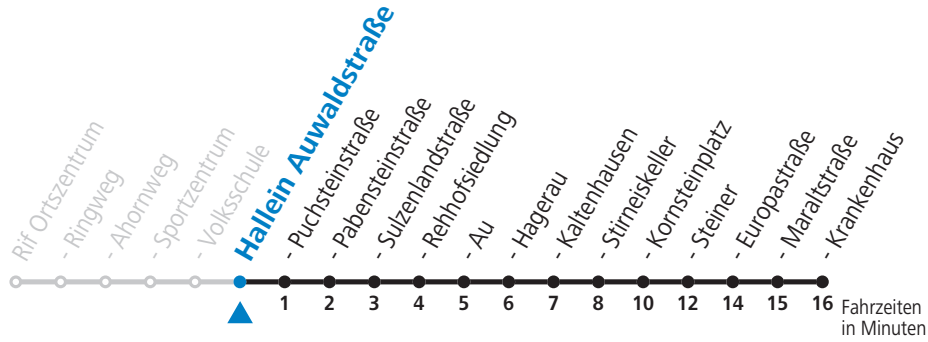 Rif Ortszentrum
- Ringweg
- Ahornweg
- Sportzentrum
- Volksschule
Hallein Auwaldstraße
- Puchsteinstraße
- Pabensteinstraße
- Sulzenlandstraße
- Rehhofsiedlung
- Au
- Hagerau
- Kaltenhausen
- Stirneiskeller
- Kornsteinplatz
- Steiner
- Europastraße
- Maraltstraße
- Krankenhaus
1 2 3 4 5 6 7 8 10 12 14 15 16 Fahrzeiten
in Minuten